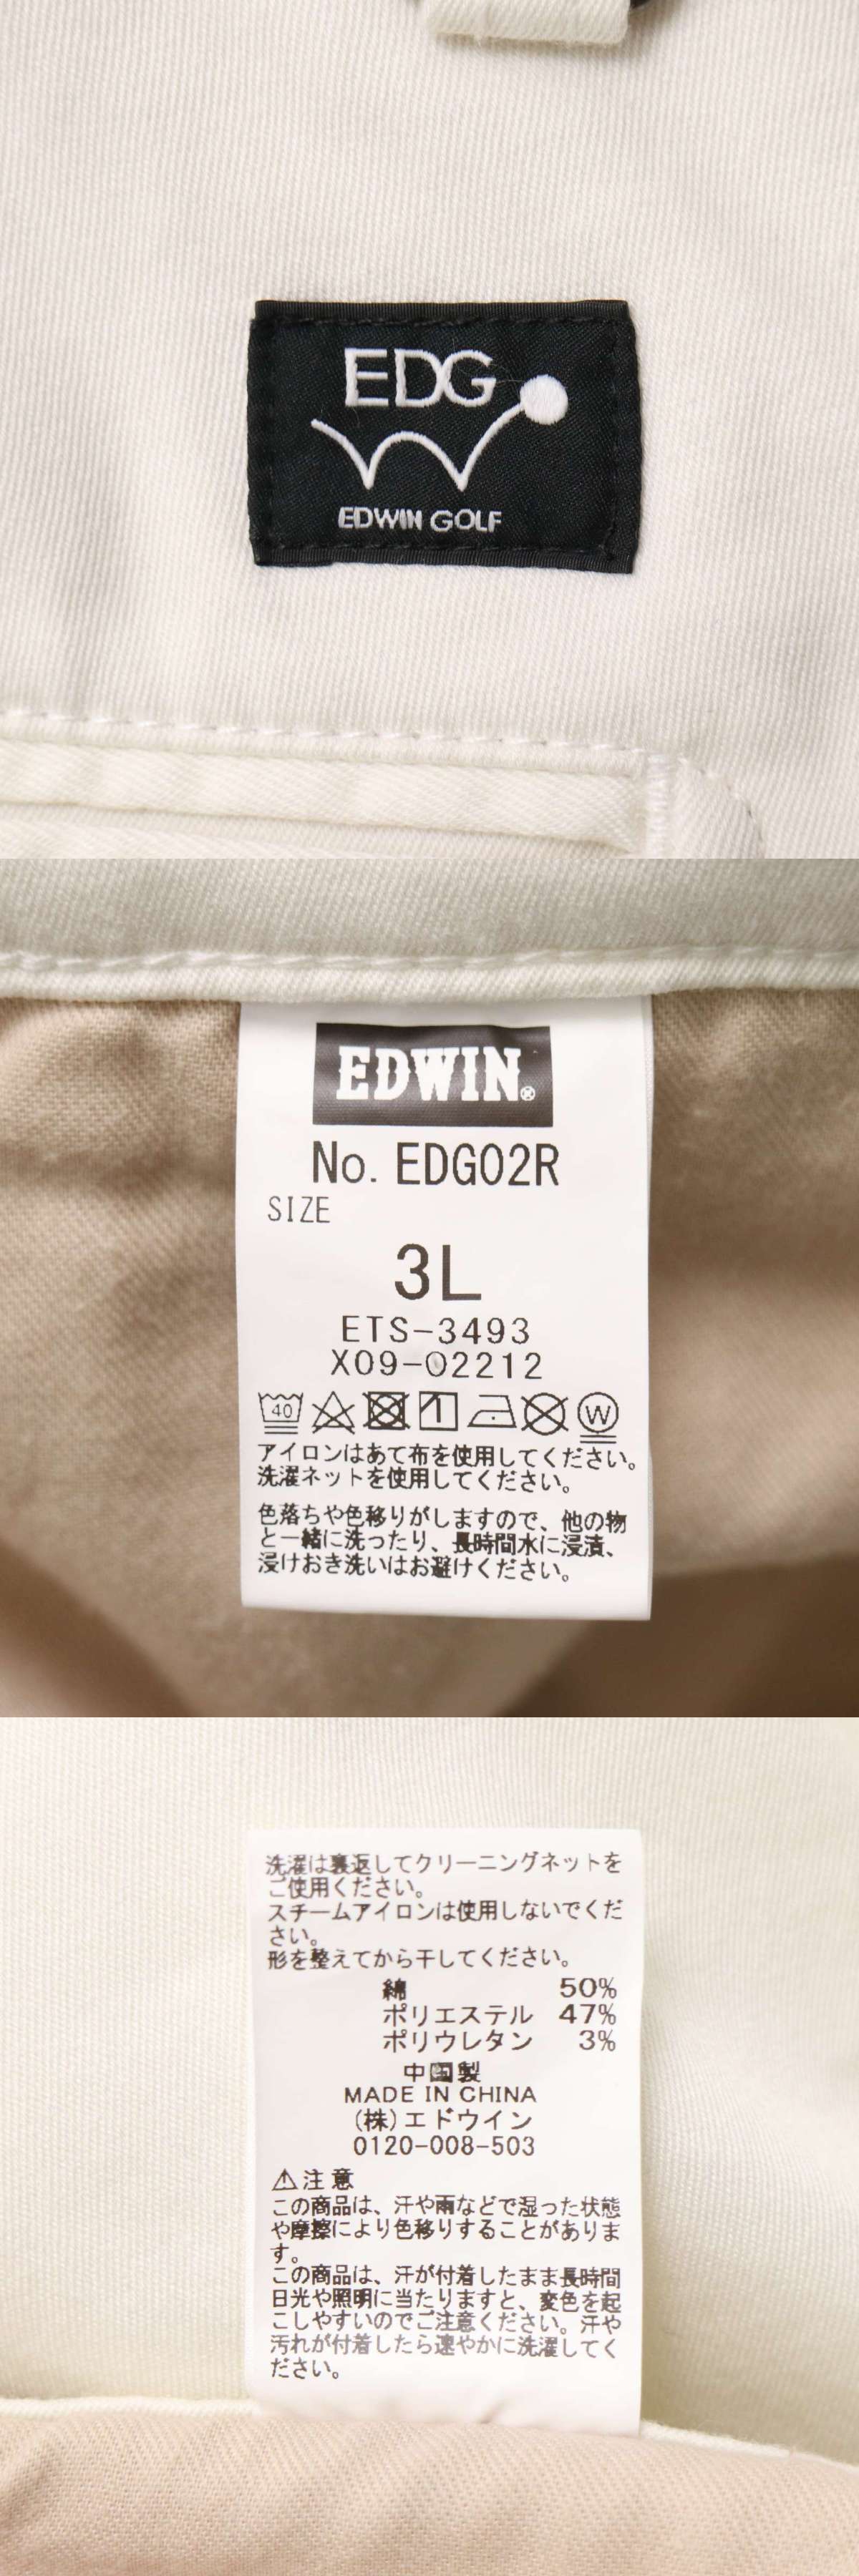 EDG
EDWIN GOLF
EDWIN®
No. EDG02R
SIZE
3L
ETS-3493
X09-02212
40
1
W
アイロンはあて布を使用してください。
洗濯ネットを使用してください。
色落ちや色移りがしますので、他の物
と一緒に洗ったり、長時間水に浸漬、
浸けおき洗いはお避けください。
洗濯は裏返してクリーニングネットを
ご使用ください。
スチームアイロンは使用しないでくだ
さい。
形を整えてから干してください。
綿 50%
ポリエステル 47%
ポリウレタン 3%
中国製
MADE IN CHINA
(株)エドウイン
0120-008-503
⚠注意
この商品は、汗や雨などで湿った状態
や摩擦により色移りすることがありま
す。
この商品は、汗が付着したまま長時間
日光や照明に当たりますと、変色を起
こしやすいのでご注意ください。汗や
汚れが付着したら速やかに洗濯してく
ださい。